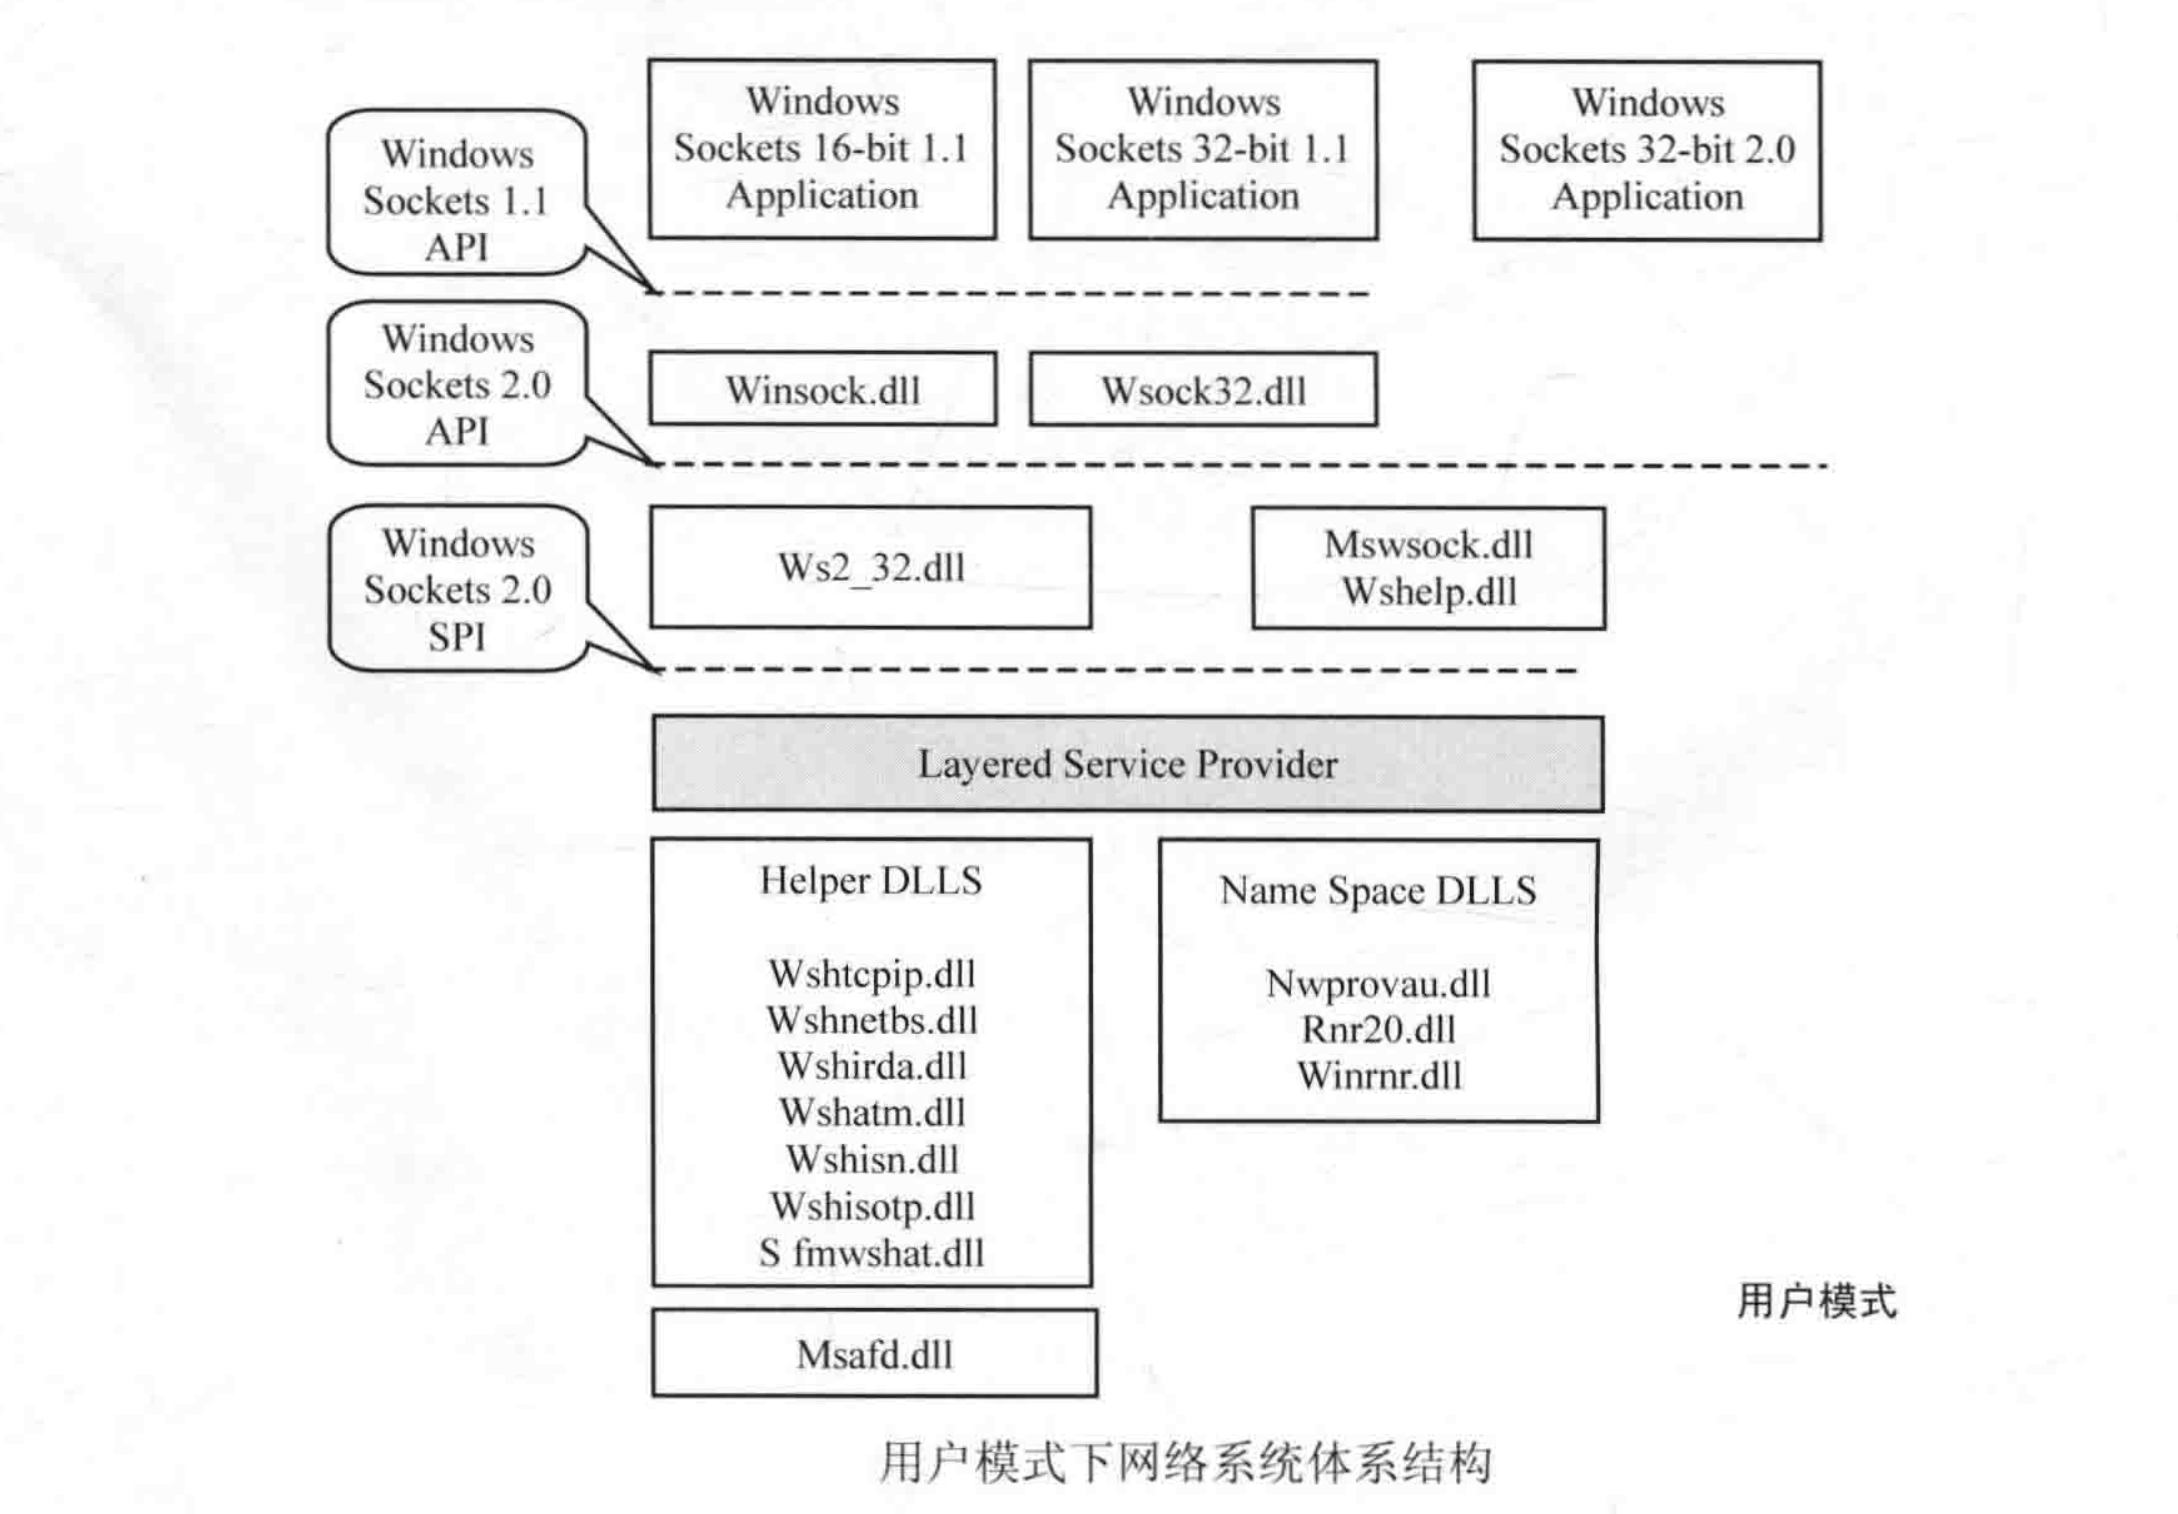 Windows
Sockets 16-bit 1.1
Application
Windows
Sockets 32-bit 1.1
Application
Windows
Sockets 32-bit 2.0
Application
Windows
Sockets 1.1
API
Windows
Sockets 2.0
API
Winsock.dll
Wsock32.dll
Windows
Sockets 2.0
SPI
Ws2_32.dll
Mswsock.dll
Wshelp.dll
Layered Service Provider
Helper DLLS
Wshtcpip.dll
Wshnetbs.dll
Wshirda.dll
Wshatm.dll
Wshisn.dll
Wshisotp.dll
S fmwshat.dll
Name Space DLLS
Nwprovau.dll
Rnr20.dll
Winrnr.dll
用户模式
Msafd.dll
用户模式下网络系统体系结构